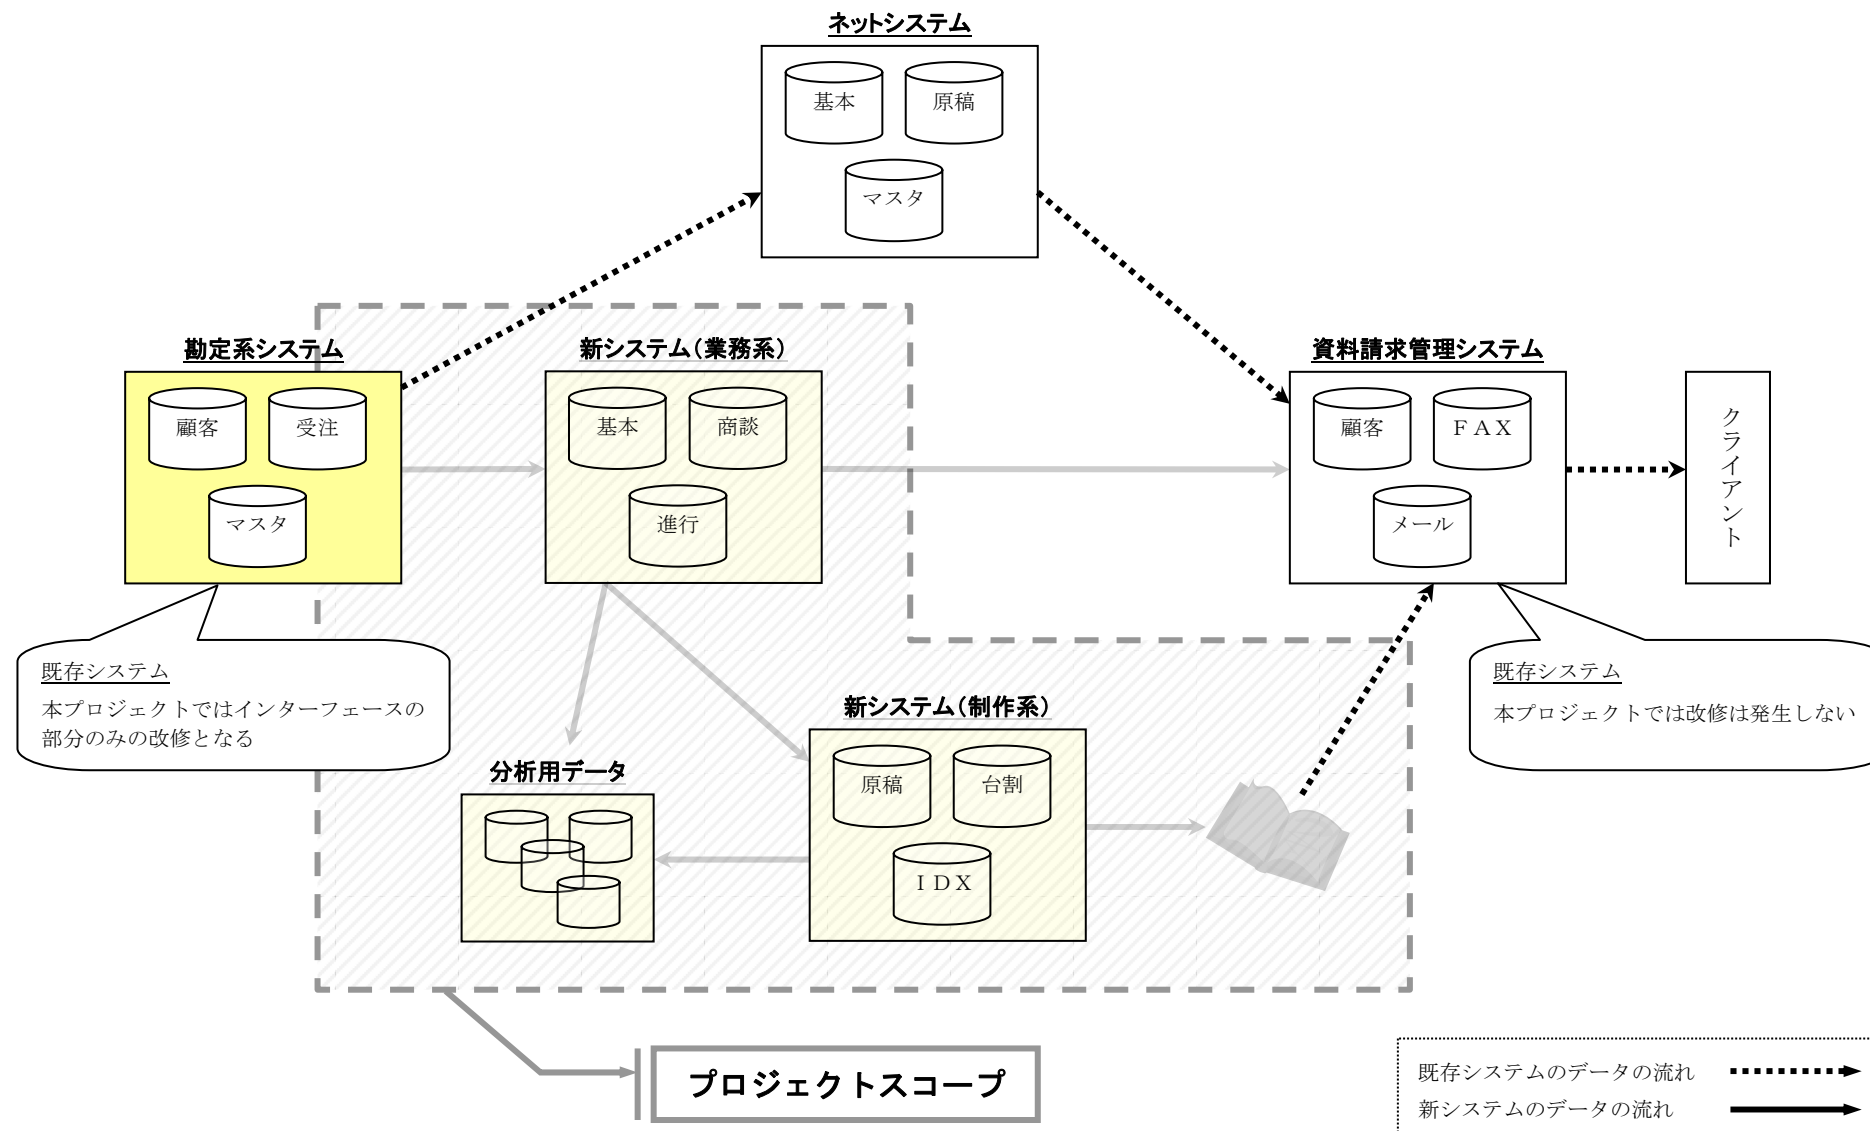 ネットシステム
基本
原稿
マスタ
勘定系システム
顧客
受注
マスタ
新システム（業務系）
基本
商談
進行
資料請求管理システム
顧客
ＦＡＸ
メール
クライアント
既存システム
本プロジェクトではインターフェースの
部分のみの改修となる
既存システム
本プロジェクトでは改修は発生しない
新システム（制作系）
原稿
台割
ＩＤＸ
分析用データ
プロジェクトスコープ
既存システムのデータの流れ
新システムのデータの流れ